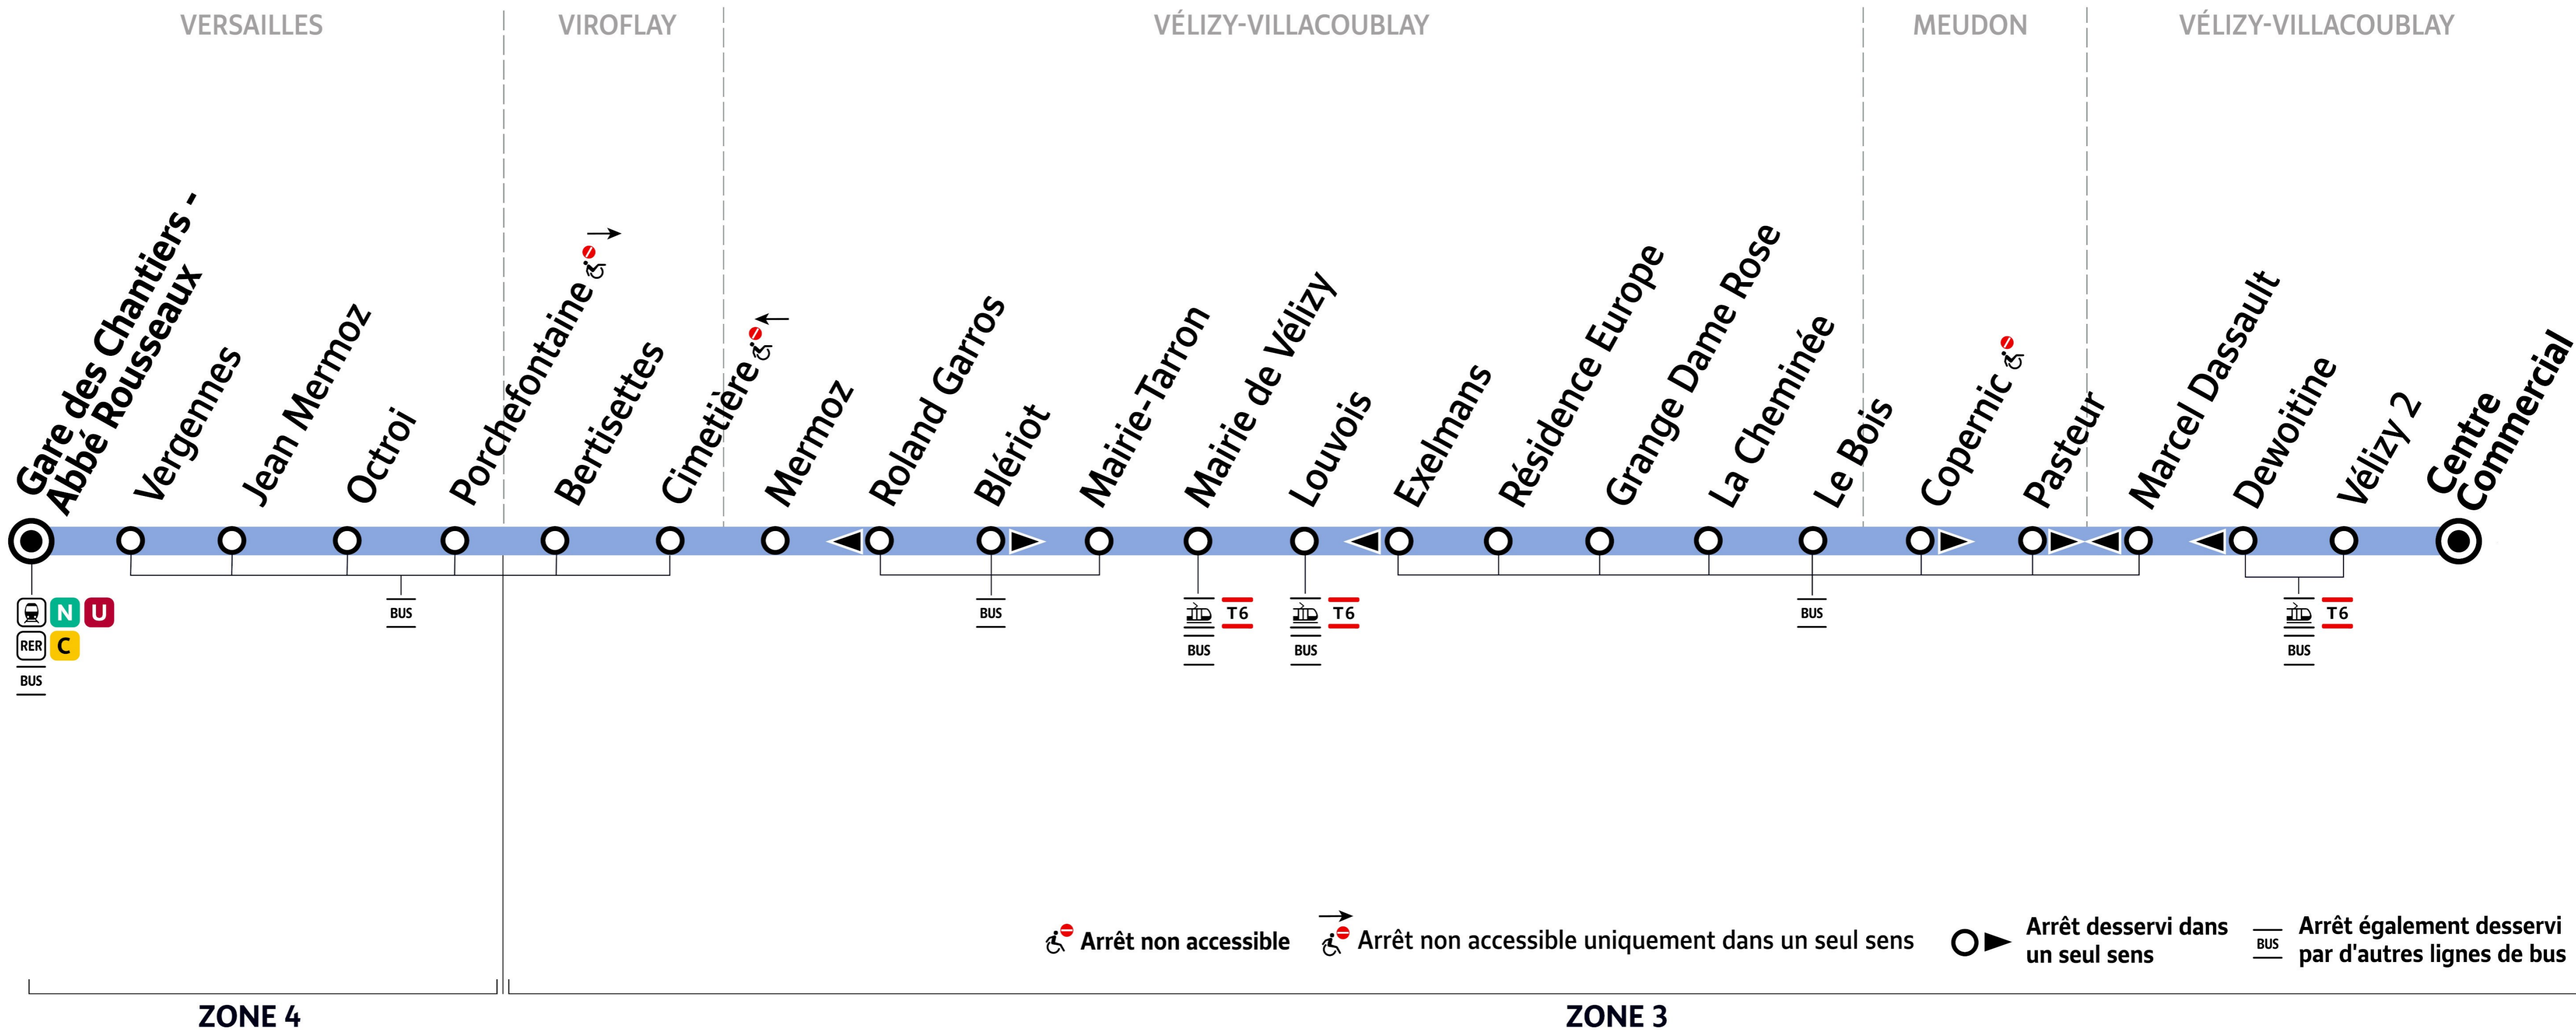 VERSAILLES
VIROFLAY
VÉLIZY-VILLACOUBLAY
MEUDON
VÉLIZY-VILLACOUBLAY
Gare des Chantiers -
Abbé Rousseaux
Vergennes
Jean Mermoz
Octroi
Porchefontaine
Bertisettes
Cimetière
Mermoz
Roland Garros
Blériot
Mairie-Tarron
Mairie de Vélizy
Louvois
Exelmans
Résidence Europe
Grange Dame Rose
La Cheminée
Le Bois
Copernic
Pasteur
Marcel Dassault
Dewoitine
Vélizy 2
Centre
Commercial
N U
RER C
BUS
BUS
BUS
T6
BUS
T6
BUS
BUS
T6
BUS
Arrêt non accessible
Arrêt non accessible uniquement dans un seul sens
Arrêt desservi dans
un seul sens
BUS
Arrêt également desservi
par d'autres lignes de bus
ZONE 4
ZONE 3